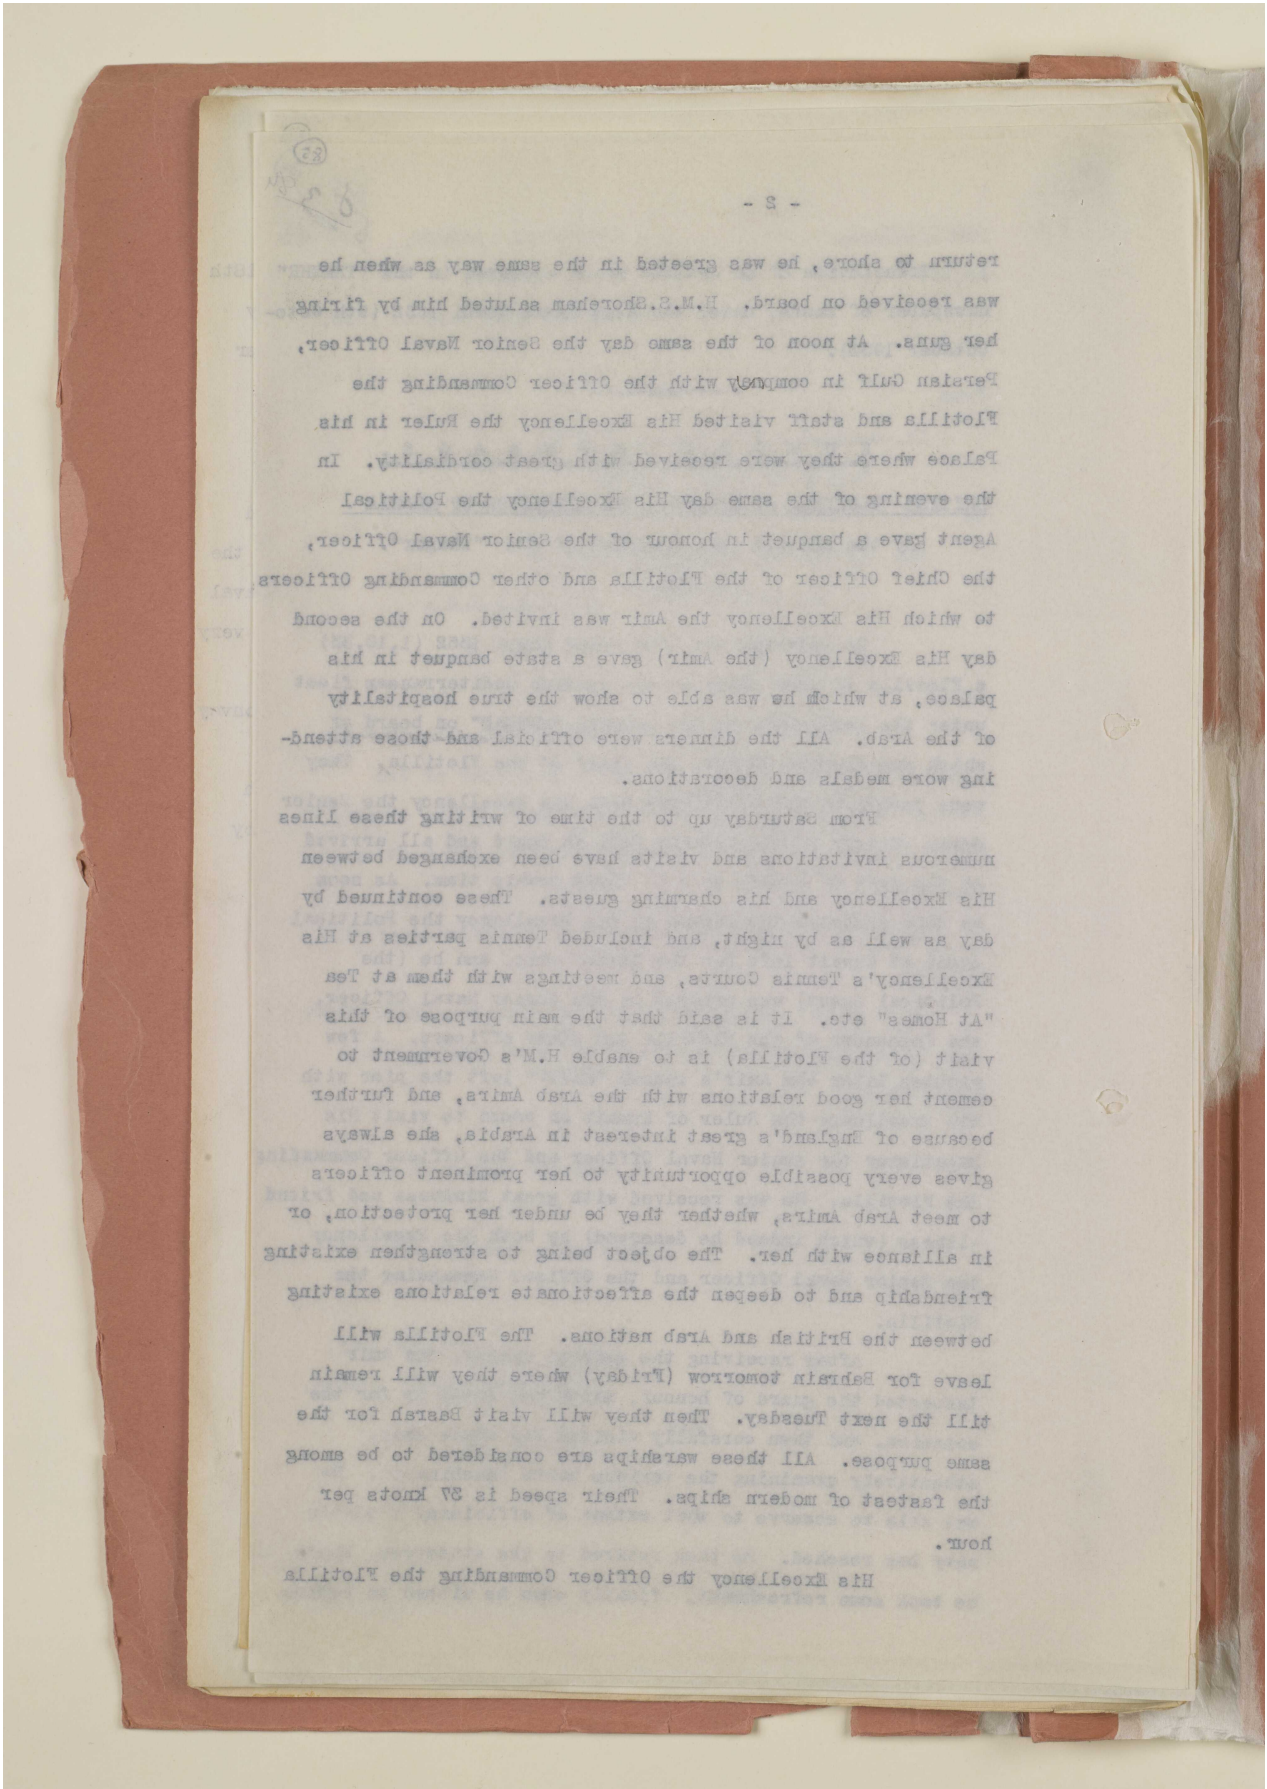 - 2 -
return to shore, he was greeted in the same way as when he
was received on board. H.M.S.Shoreham saluted him by firing
her guns. At noon of the same day the Senior Naval Officer,
Persian Gulf in company with the Officer Commanding the
Flotilla and staff visited His Excellency the Ruler in his
Palace where they were received with great cordiality. In
the evening of the same day His Excellency the Political
Agent gave a banquet in honour of the Senior Naval Officer,
the Chief Officer of the Flotilla and other Commanding Officers
to which His Excellency the Amir was invited. On the second
day His Excellency (the Amir) gave a state banquet in his
palace, at which he was able to show the true hospitality
of the Arab. All the dinners were official and those attend-
ing wore medals and decorations.
From Saturday up to the time of writing these lines
numerous invitations and visits have been exchanged between
His Excellency and his charming guests. These continued by
day as well as by night, and included Tennis parties at His
Excellency's Tennis Courts, and meetings with them at Tea
"At Homes" etc. It is said that the main purpose of this
visit (of the Flotilla) is to enable H.M's Government to
cement her good relations with the Arab Amirs, and further
because of England's great interest in Arabia, she always
gives every possible opportunity to her prominent officers
to meet Arab Amirs, whether they be under her protection, or
in alliance with her. The object being to strengthen existing
friendship and to deepen the affectionate relations existing
between the British and Arab nations. The Flotilla will
leave for Bahrain tomorrow (Friday) where they will remain
till the next Tuesday. Then they will visit Basrah for the
same purpose. All these warships are considered to be among
the fastest of modern ships. Their speed is 37 knots per
hour.
His Excellency the Officer Commanding the Flotilla